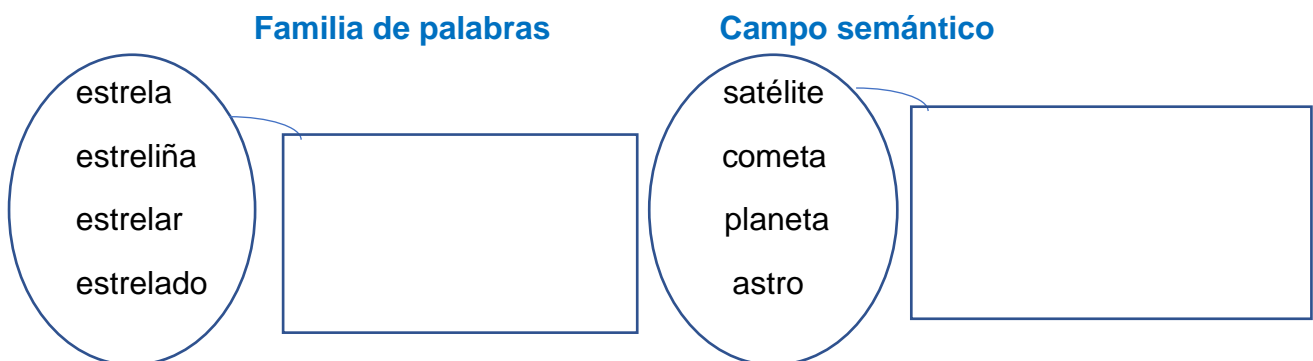 Familia de palabras
Campo semántico
estrela
estreliña
estrelar
estrelado
satélite
cometa
planeta
astro